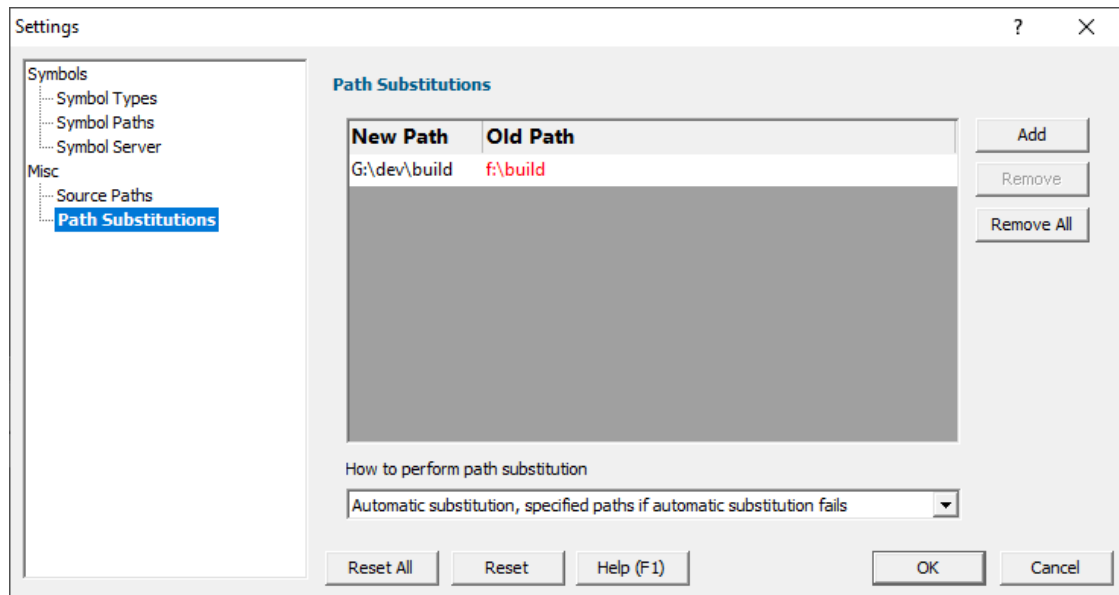 Settings
?
Symbols
Symbol Types
Symbol Paths
Symbol Server
Misc
Source Paths
Path Substitutions
Path Substitutions
New Path Old Path
G:\dev\build f:\build
Add
Remove
Remove All
How to perform path substitution
Automatic substitution, specified paths if automatic substitution fails
Reset All Reset Help (F1) OK Cancel